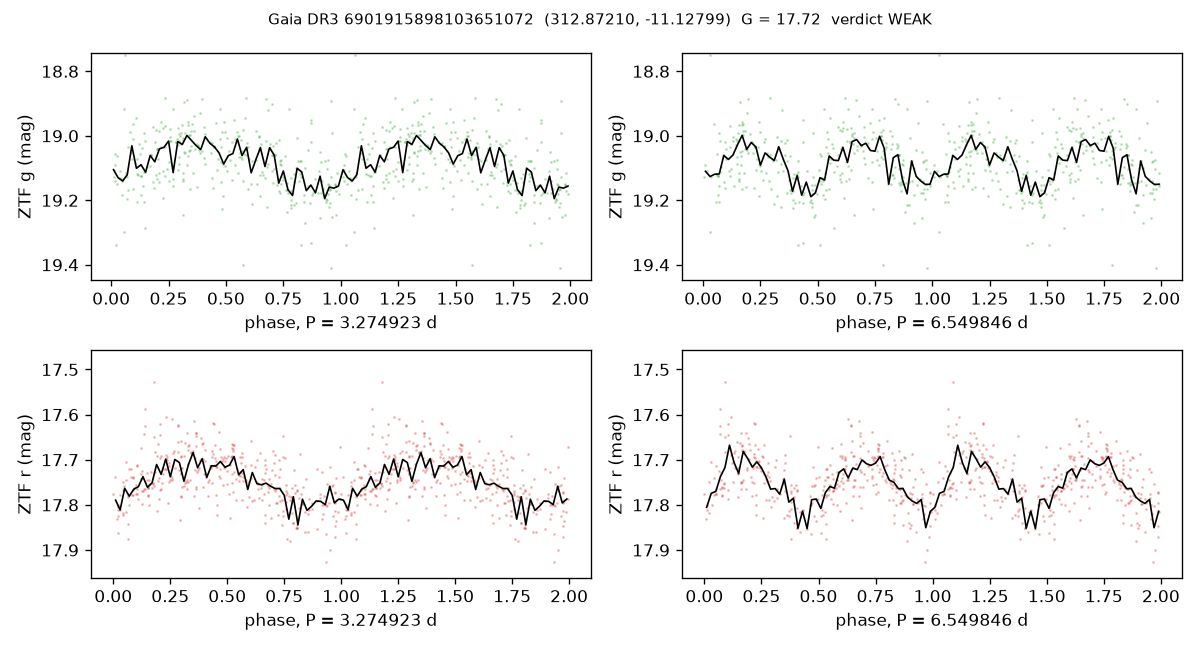 Gaia DR3 6901915898103651072  (312.87210, -11.12799)  G = 17.72  verdict WEAK
ZTF g (mag)
18.8
19.0
19.2
19.4
0.00 0.25 0.50 0.75 1.00 1.25 1.50 1.75 2.00
phase, P = 3.274923 d
ZTF g (mag)
18.8
19.0
19.2
19.4
0.00 0.25 0.50 0.75 1.00 1.25 1.50 1.75 2.00
phase, P = 6.549846 d
ZTF r (mag)
17.5
17.6
17.7
17.8
17.9
0.00 0.25 0.50 0.75 1.00 1.25 1.50 1.75 2.00
phase, P = 3.274923 d
ZTF r (mag)
17.5
17.6
17.7
17.8
17.9
0.00 0.25 0.50 0.75 1.00 1.25 1.50 1.75 2.00
phase, P = 6.549846 d